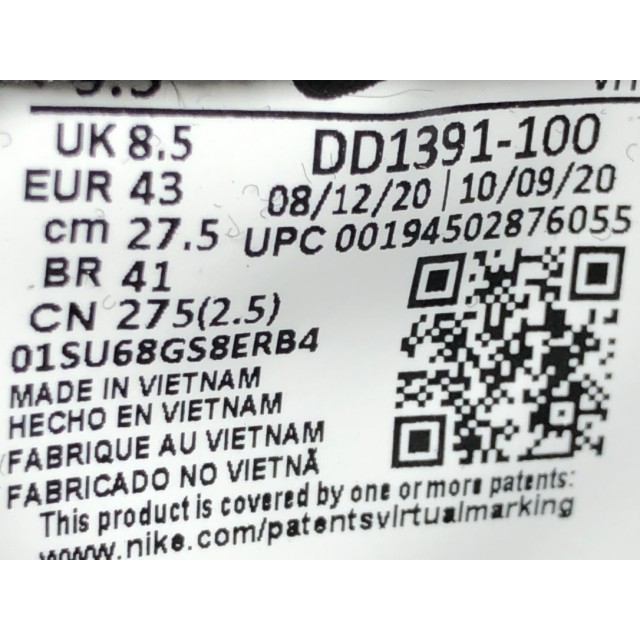 UK 8.5
EUR 43
cm 27.5
BR 41
CN 275(2.5)
DD1391-100
08/12/20 | 10/09/20
UPC 00194502876055
01SU68GS8ERB4
MADE IN VIETNAM
HECHO EN VIETNAM
FABRIQUE AU VIETNAM
FABRICADO NO VIETNÃ
This product is covered by one or more patents:
www.nike.com/patentsvirtualmarking